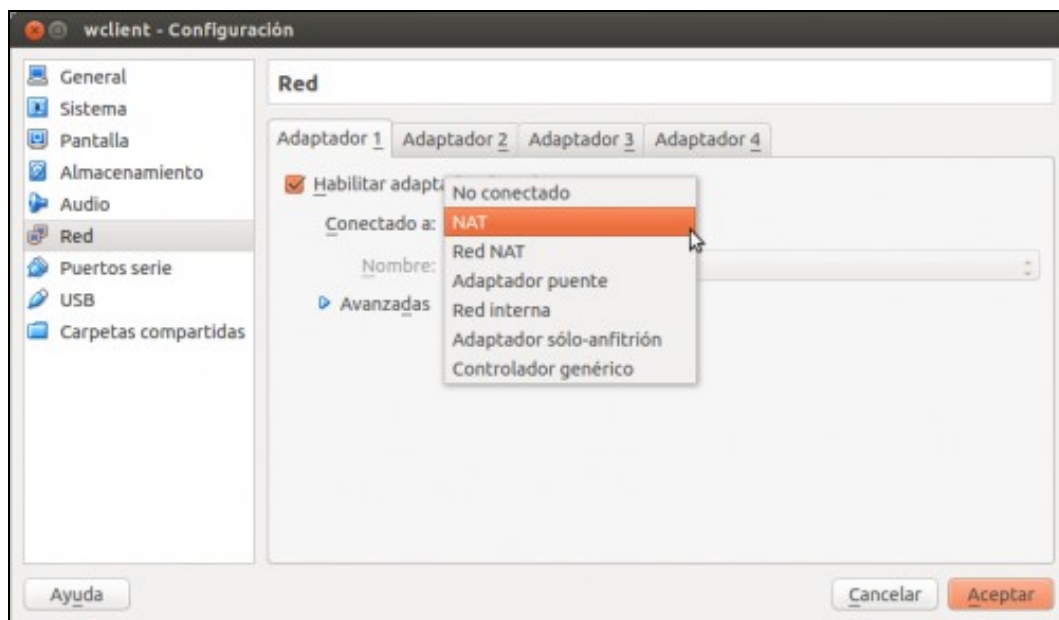 wclient - Configuración
General
Sistema
Pantalla
Almacenamiento
Audio
Red
Puertos serie
USB
Carpetas compartidas
Red
Adaptador 1 Adaptador 2 Adaptador 3 Adaptador 4
Habilitar
Conectado a:
Nombre:
Avanzadas
No conectado
NAT
Red NAT
Adaptador puente
Red interna
Adaptador sólo-anfitrión
Controlador genérico
Ayuda
Cancelar Aceptar